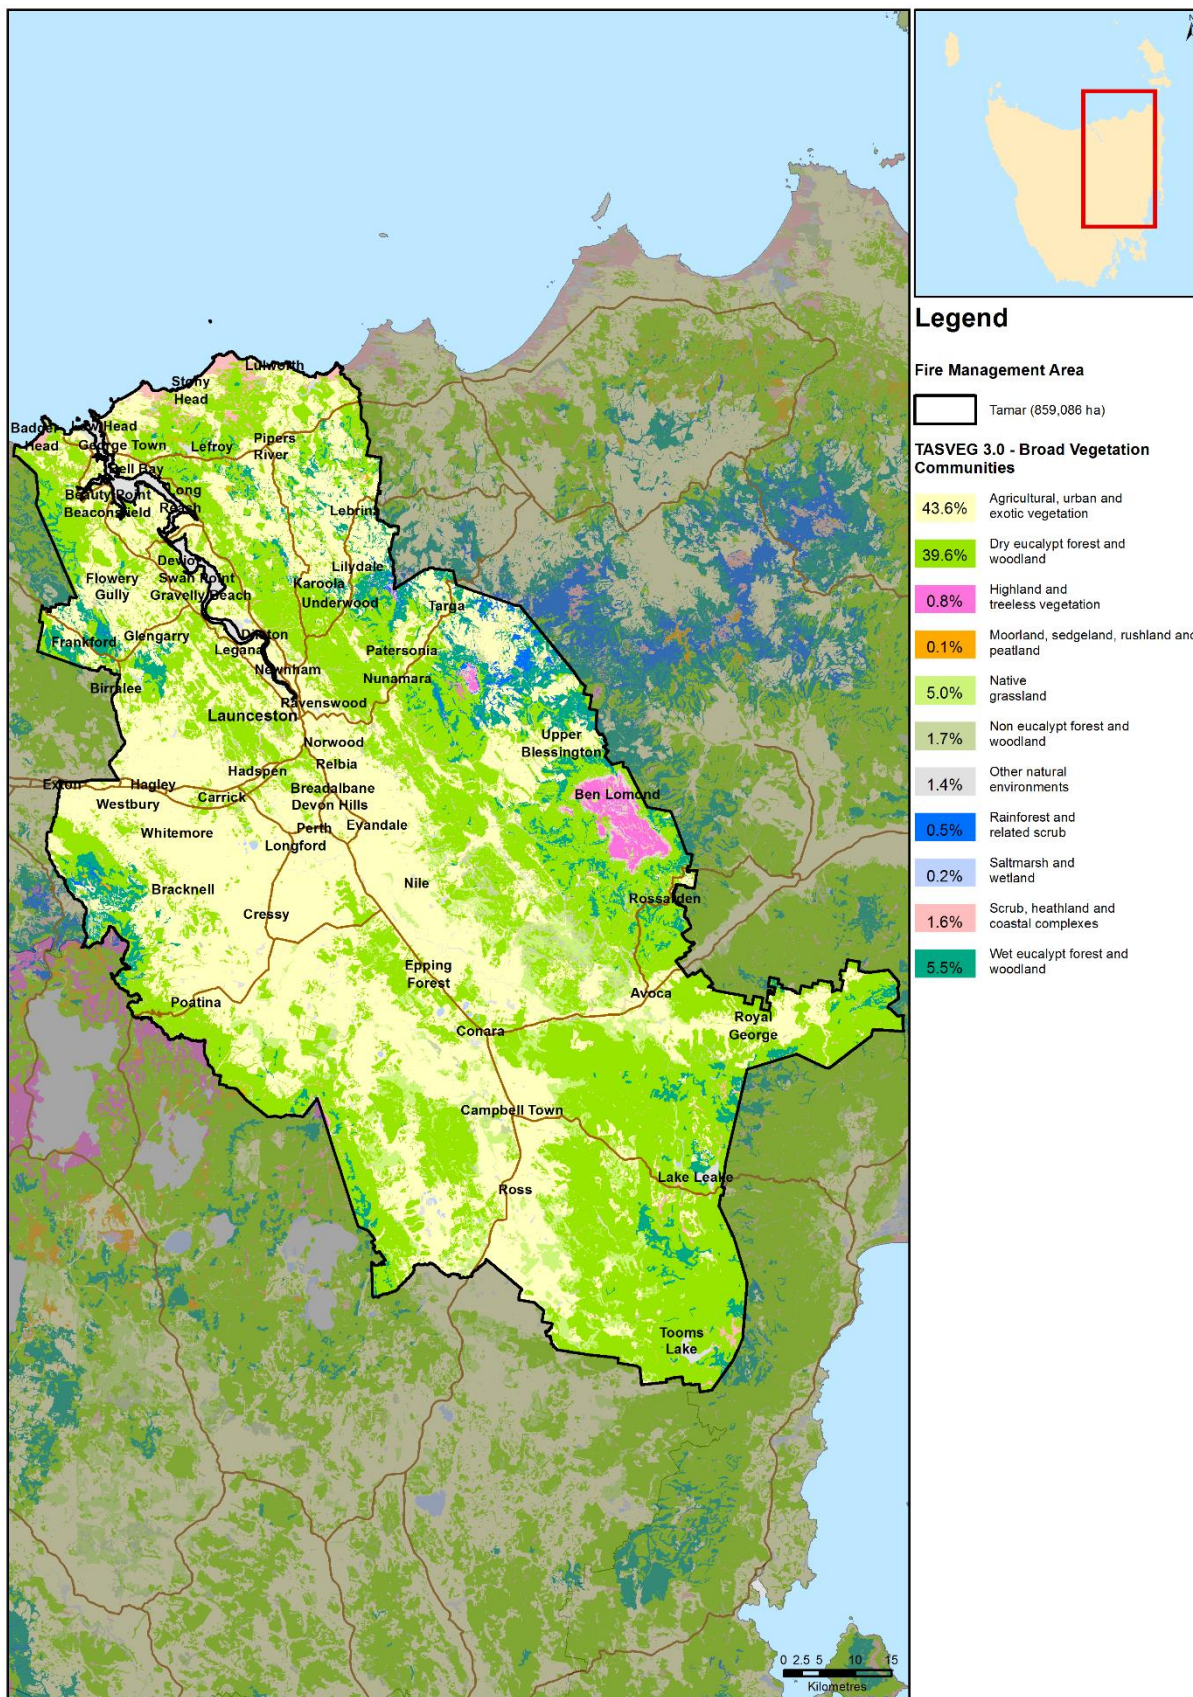 N
Legend
Fire Management Area
Tamar (859,086 ha)
TASVEG 3.0 - Broad Vegetation
Communities
43.6%
Agricultural, urban and
exotic vegetation
39.6%
Dry eucalypt forest and
woodland
0.8%
Highland and
treeless vegetation
0.1%
Moorland, sedgeland, rushland and
peatland
5.0%
Native
grassland
1.7%
Non eucalypt forest and
woodland
1.4%
Other natural
environments
0.5%
Rainforest and
related scrub
0.2%
Saltmarsh and
wetland
1.6%
Scrub, heathland and
coastal complexes
5.5%
Wet eucalypt forest and
woodland
Lulworth
Stony
Head
Badger
Head
Low Head
George Town
Lefroy
Pipers
River
Bell Bay
Beauty Point
Long
Reach
Beaconsfield
Lebrina
Deviot
Lilydale
Flowery
Gully
Swan Point
Karoola
Gravelly Beach
Underwood
Targa
Frankford
Glengarry
Dilston
Legana
Patersonia
Newnham
Nunamara
Birralee
Ravenswood
Launceston
Upper
Blessington
Norwood
Relbia
Hadspen
Exton
Hagley
Breadalbane
Ben Lomond
Westbury
Carrick
Devon Hills
Whitemore
Perth
Evandale
Longford
Bracknell
Nile
Rossarden
Cressy
Epping
Forest
Poatina
Avoca
Royal
George
Conara
Campbell Town
Lake Leake
Ross
Tooms
Lake
0 2.5 5 10 15
Kilometres